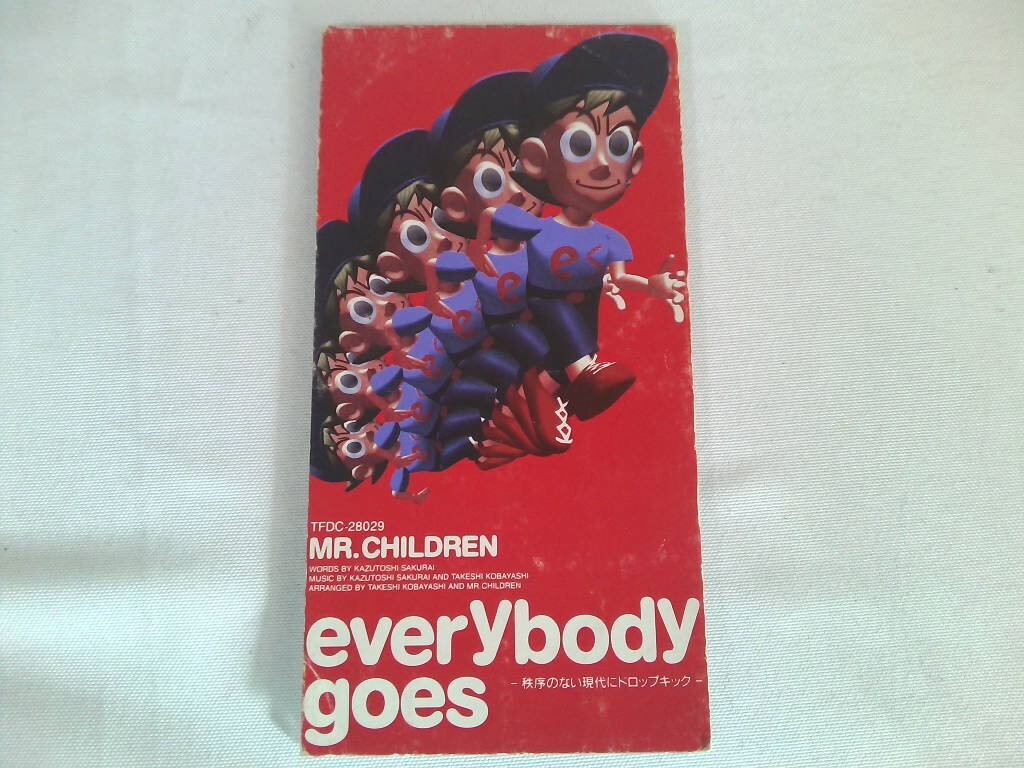 es
e
e
e
e
e
TFDC-28029
MR. CHILDREN
WORDS BY KAZUTOSHI SAKURAI
MUSIC BY KAZUTOSHI SAKURAI AND TAKESHI KOBAYASHI
ARRANGED BY TAKESHI KOBAYASHI AND MR. CHILDREN
everybody
goes
− 秩序のない現代にドロップキック −